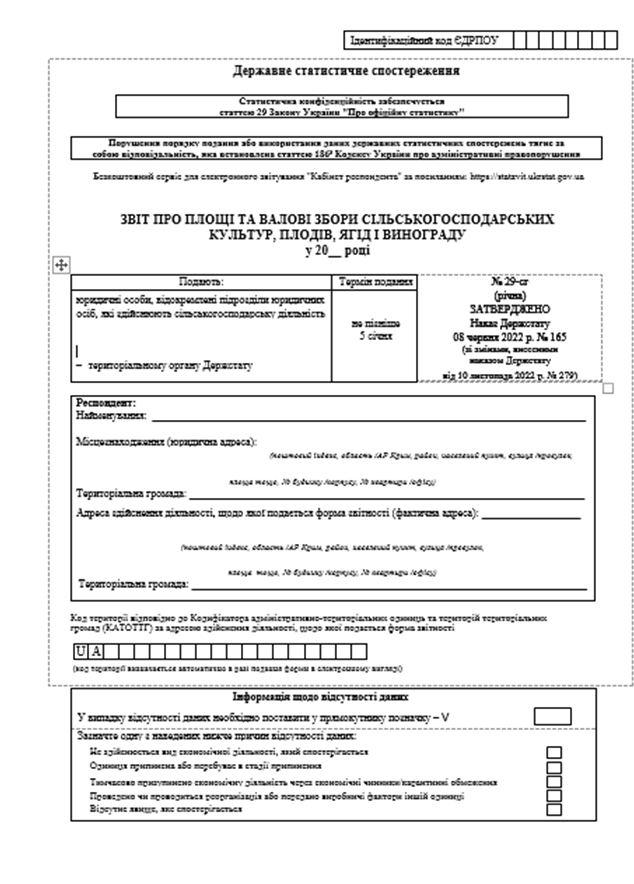 Ідентифікаційний код ЄДРПОУ
Державне статистичне спостереження
Статистична конфіденційність забезпечується
статтею 29 Закону України "Про офіційну статистику"
Порушення порядку подання або використання даних державних статистичних спостережень тягне за
собою відповідальність, яка встановлена статтею 186³ Кодексу України про адміністративні правопорушення
Безкоштовний сервіс для електронного звітування "Кабінет респондента" за посиланням: https://statzvit.ukrstat.gov.ua
ЗВІТ ПРО ПЛОЩІ ТА ВАЛОВІ ЗБОРИ СІЛЬСЬКОГОСПОДАРСЬКИХ
КУЛЬТУР, ПЛОДІВ, ЯГІД І ВИНОГРАДУ
у 20__ році
Подають:
Термін подання
юридичні особи, відокремлені підрозділи юридичних
осіб, які здійснюють сільськогосподарську діяльність
– територіальному органу Держстату
не пізніше
5 січня
№ 29-сг
(річна)
ЗАТВЕРДЖЕНО
Наказ Держстату
08 червня 2022 р. № 165
(зі змінами, внесеними
наказом Держстату
від 10 листопада 2022 р. № 279)
Респондент:
Найменування:
Місцезнаходження (юридична адреса):
(поштовий індекс, область /АР Крим, район, населений пункт, вулиця /провулок,
площа тощо, № будинку /корпусу, № квартири /офісу)
Територіальна громада:
Адреса здійснення діяльності, щодо якої подається форма звітності (фактична адреса):
(поштовий індекс, область /АР Крим, район, населений пункт, вулиця /провулок,
площа тощо, № будинку /корпусу, № квартири /офісу)
Територіальна громада:
Код території відповідно до Кодифікатора адміністративно-територіальних одиниць та територій територіальних
громад (КАТОТТГ) за адресою здійснення діяльності, щодо якої подається форма звітності
U A
(код території визначається автоматично в разі подання форми в електронному вигляді)
Інформація щодо відсутності даних
У випадку відсутності даних необхідно поставити у прямокутнику позначку – V
Зазначте одну з наведених нижче причин відсутності даних:
Не здійснюється вид економічної діяльності, який спостерігається
Одиниця припинена або перебуває в стадії припинення
Тимчасово призупинено економічну діяльність через економічні чинники/карантинні обмеження
Проведено чи проводиться реорганізація або передано виробничі фактори іншій одиниці
Відсутнє явище, яке спостерігається